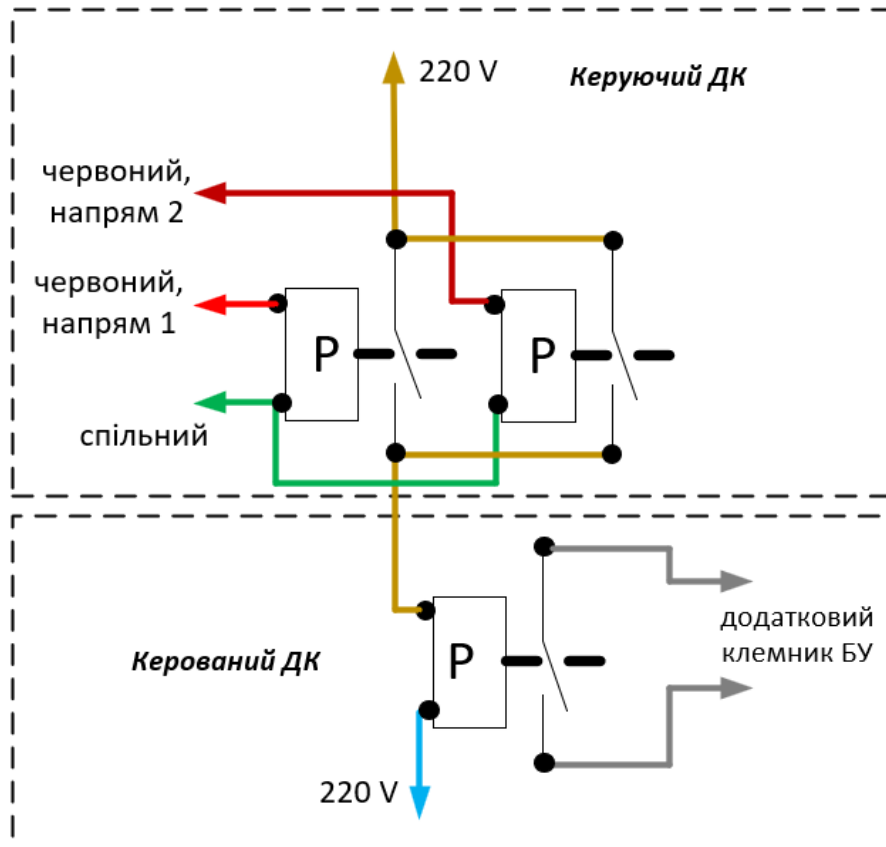 220 V
Керуючий ДК
червоний,
напрям 2
червоний,
напрям 1
Р
Р
спільний
Керований ДК
Р
додатковий
клемник БУ
220 V